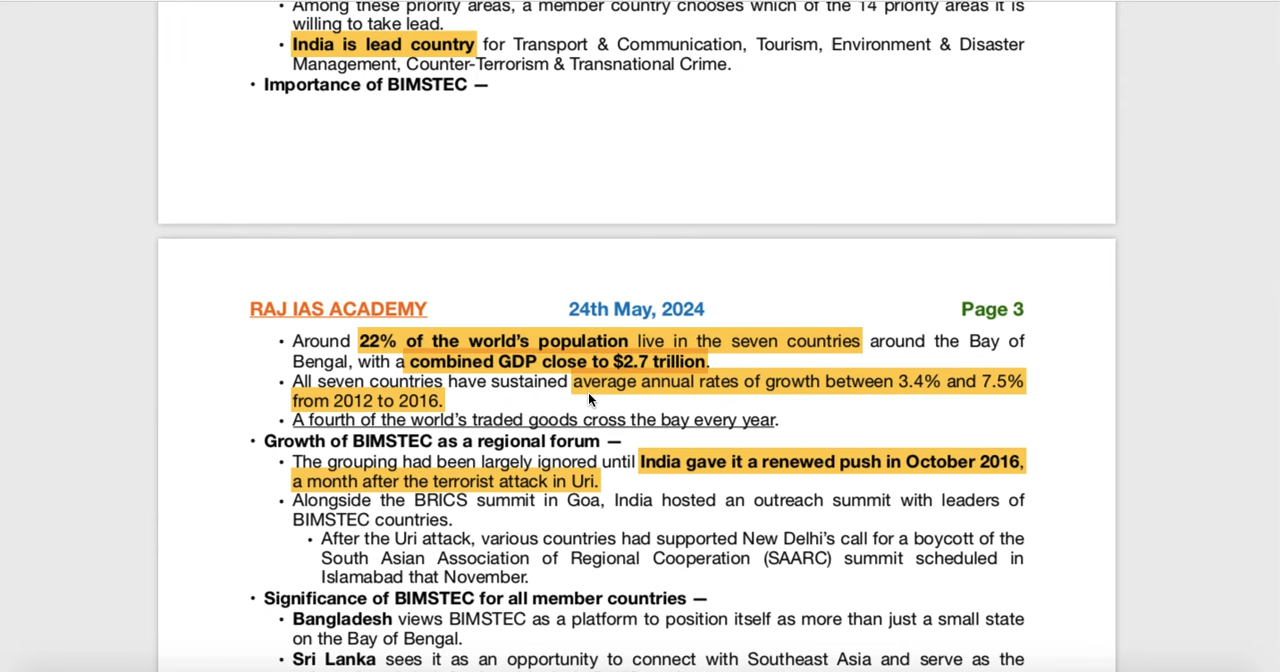 • Among these priority areas, a member country chooses which of the 14 priority areas it is
willing to take lead.
• India is lead country for Transport & Communication, Tourism, Environment & Disaster
Management, Counter-Terrorism & Transnational Crime.
• Importance of BIMSTEC —
RAJ IAS ACADEMY 24th May, 2024 Page 3
• Around 22% of the world’s population live in the seven countries around the Bay of
Bengal, with a combined GDP close to $2.7 trillion.
• All seven countries have sustained average annual rates of growth between 3.4% and 7.5%
from 2012 to 2016.
• A fourth of the world’s traded goods cross the bay every year.
• Growth of BIMSTEC as a regional forum —
• The grouping had been largely ignored until India gave it a renewed push in October 2016,
a month after the terrorist attack in Uri.
• Alongside the BRICS summit in Goa, India hosted an outreach summit with leaders of
BIMSTEC countries.
• After the Uri attack, various countries had supported New Delhi’s call for a boycott of the
South Asian Association of Regional Cooperation (SAARC) summit scheduled in
Islamabad that November.
• Significance of BIMSTEC for all member countries —
• Bangladesh views BIMSTEC as a platform to position itself as more than just a small state
on the Bay of Bengal.
• Sri Lanka sees it as an opportunity to connect with Southeast Asia and serve as the